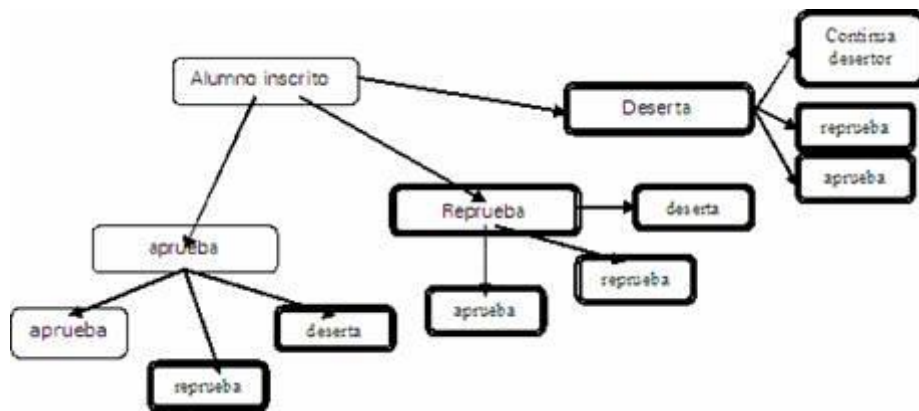 Continua
desertor
Alumno inscrito
Deserta
reprueba
aprueba
Reprueba
deserta
aprueba
reprueba
aprueba
aprueba
deserta
reprueba